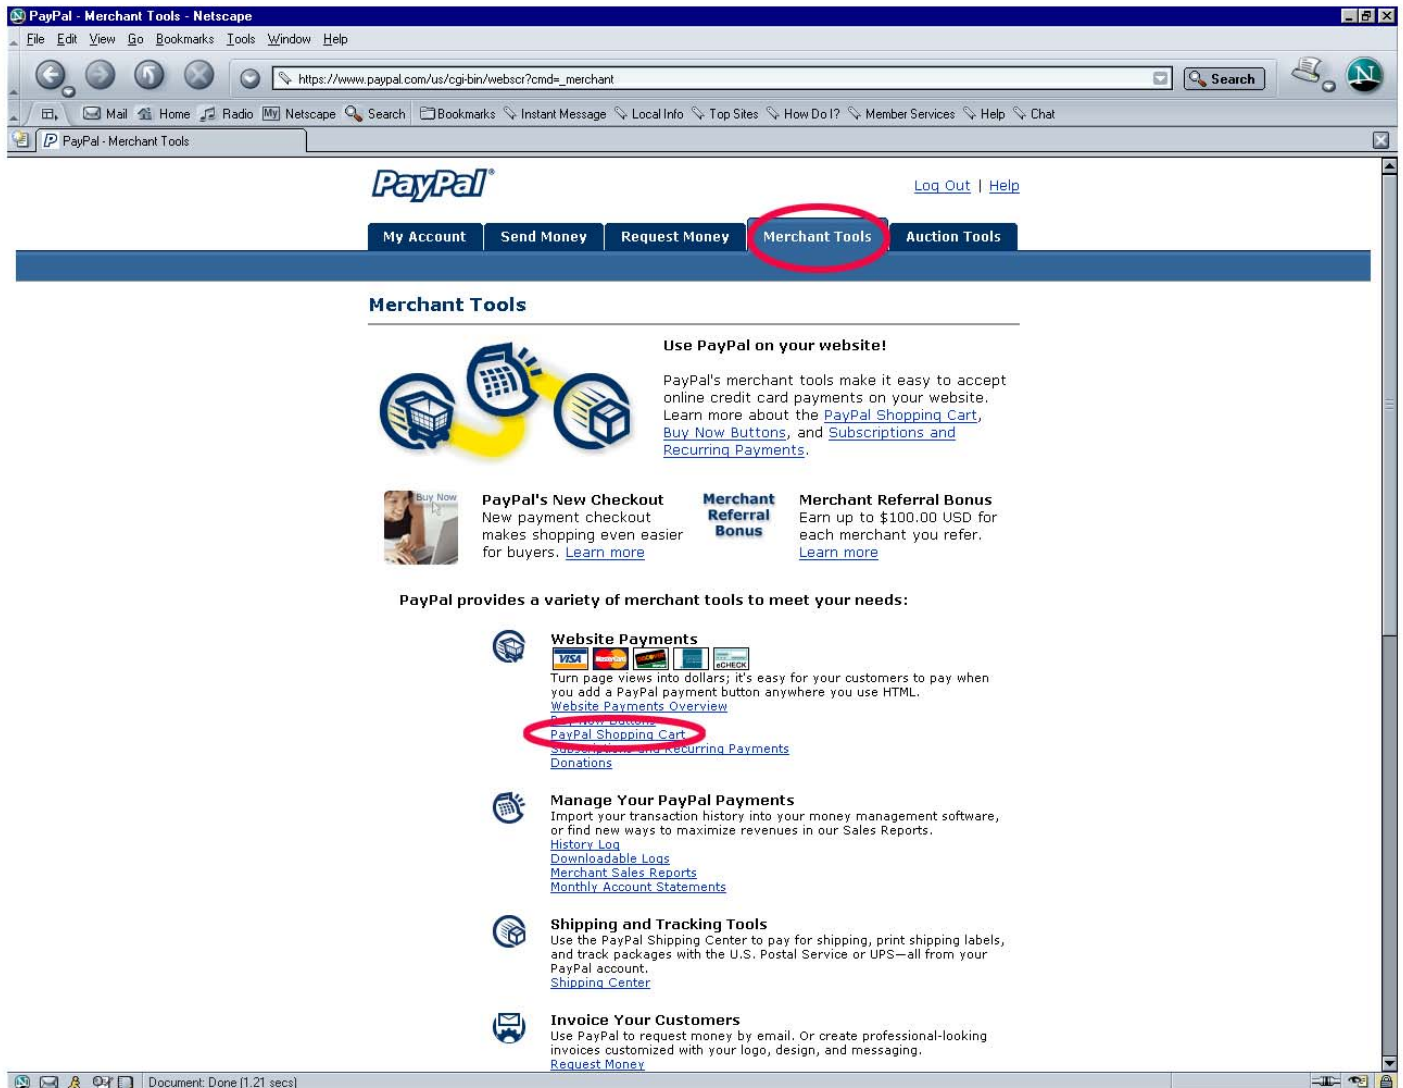 PayPal - Merchant Tools - Netscape
File Edit View Go Bookmarks Tools Window Help
https://www.paypal.com/us/cgi-bin/webscr?cmd=_merchant
Search
Mail Home Radio My Netscape Search Bookmarks Instant Message Local Info Top Sites How Do I? Member Services Help Chat
PayPal - Merchant Tools
PayPal®
Log Out | Help
My Account Send Money Request Money Merchant Tools Auction Tools
Merchant Tools
Use PayPal on your website!
PayPal's merchant tools make it easy to accept
online credit card payments on your website.
Learn more about the PayPal Shopping Cart,
Buy Now Buttons, and Subscriptions and
Recurring Payments.
Buy Now
PayPal's New Checkout
New payment checkout
makes shopping even easier
for buyers. Learn more
Merchant
Referral
Bonus
Merchant Referral Bonus
Earn up to $100.00 USD for
each merchant you refer.
Learn more
PayPal provides a variety of merchant tools to meet your needs:
Website Payments
VISA MasterCard DISCOVER eCHECK
Turn page views into dollars; it's easy for your customers to pay when
you add a PayPal payment button anywhere you use HTML.
Website Payments Overview
Buy Now Buttons
PayPal Shopping Cart
Subscriptions and Recurring Payments
Donations
Manage Your PayPal Payments
Import your transaction history into your money management software,
or find new ways to maximize revenues in our Sales Reports.
History Log
Downloadable Logs
Merchant Sales Reports
Monthly Account Statements
Shipping and Tracking Tools
Use the PayPal Shipping Center to pay for shipping, print shipping labels,
and track packages with the U.S. Postal Service or UPS—all from your
PayPal account.
Shipping Center
Invoice Your Customers
Use PayPal to request money by email. Or create professional-looking
invoices customized with your logo, design, and messaging.
Request Money
Document: Done (1.21 secs)